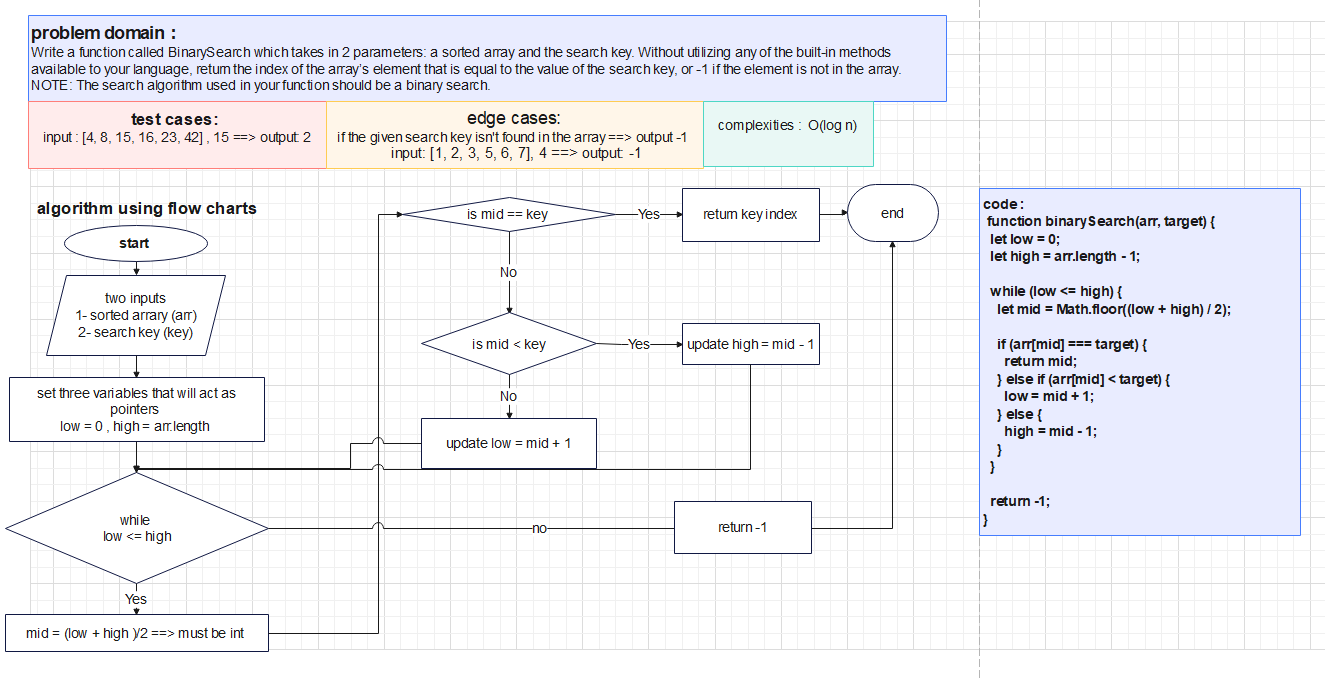 problem domain :
Write a function called BinarySearch which takes in 2 parameters: a sorted array and the search key. Without utilizing any of the built-in methods
available to your language, return the index of the array's element that is equal to the value of the search key, or -1 if the element is not in the array.
NOTE: The search algorithm used in your function should be a binary search.
test cases:
input : [4, 8, 15, 16, 23, 42] , 15 ==> output: 2
edge cases:
if the given search key isn't found in the array ==> output -1
input: [1, 2, 3, 5, 6, 7], 4 ==> output: -1
complexities : O(log n)
algorithm using flow charts
start
two inputs
1- sorted arrary (arr)
2- search key (key)
set three variables that will act as
pointers
low = 0 , high = arr.length
while
low <= high
Yes
mid = (low + high )/2 ==> must be int
is mid == key
Yes
return key index
end
No
is mid < key
Yes
update high = mid - 1
No
update low = mid + 1
no
return -1
code :
function binarySearch(arr, target) {
let low = 0;
let high = arr.length - 1;
while (low <= high) {
let mid = Math.floor((low + high) / 2);
if (arr[mid] === target) {
return mid;
} else if (arr[mid] < target) {
low = mid + 1;
} else {
high = mid - 1;
}
}
return -1;
}